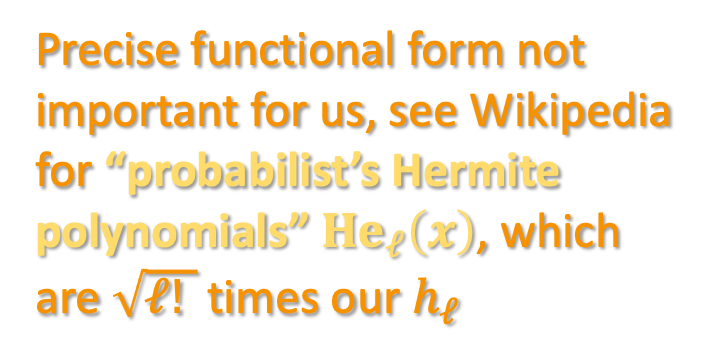 Precise functional form not
important for us, see Wikipedia
for “probabilist’s Hermite
polynomials” Heℓ(x), which
are √ℓ! times our hℓ